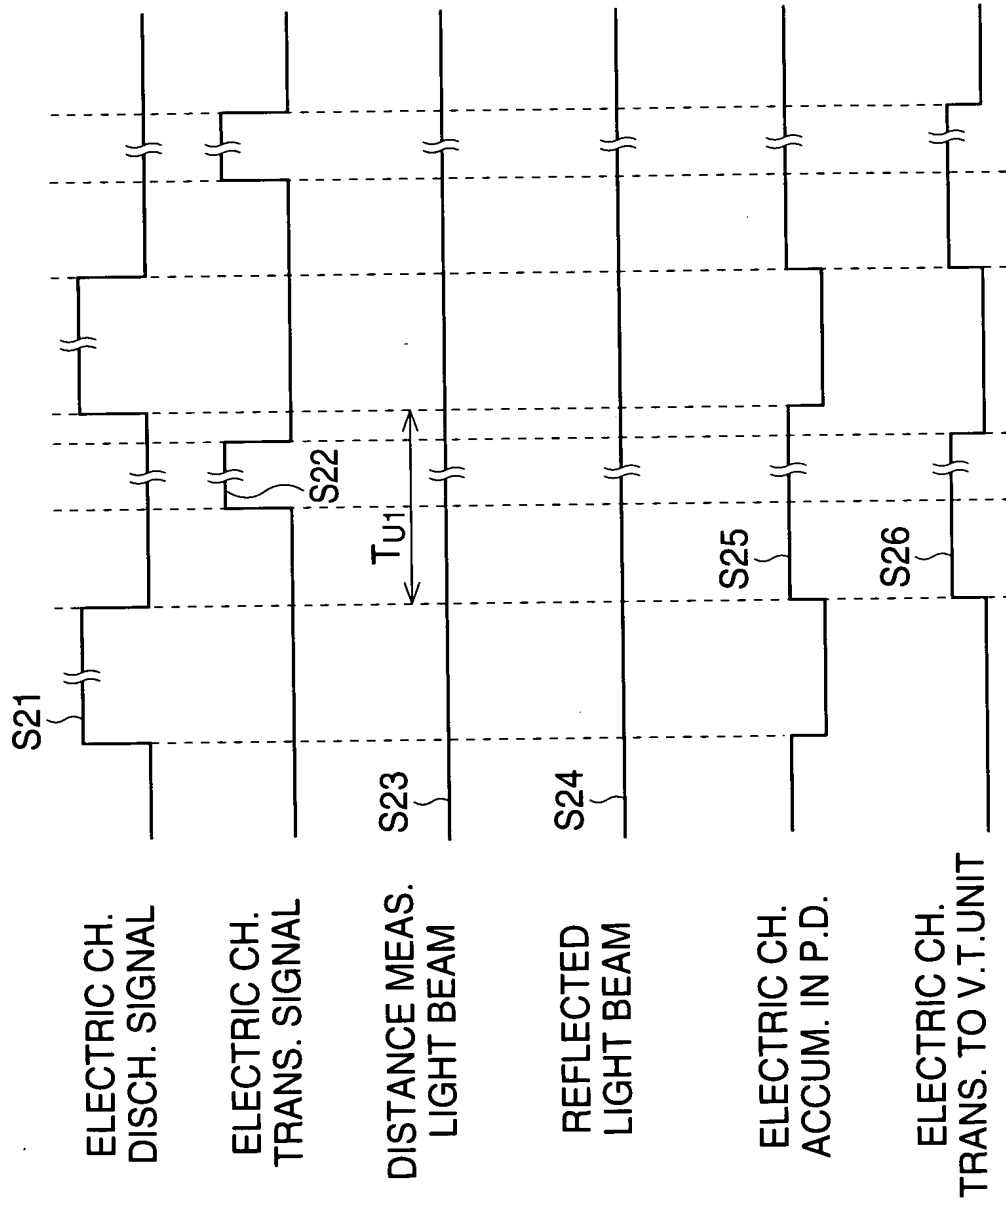 ELECTRIC CH.
DISCH. SIGNAL
S21
ELECTRIC CH.
TRANS. SIGNAL
S22
DISTANCE MEAS.
LIGHT BEAM
S23
TU1
REFLECTED
LIGHT BEAM
S24
ELECTRIC CH.
ACCUM. IN P.D.
S25
ELECTRIC CH.
TRANS. TO V.T.UNIT
S26